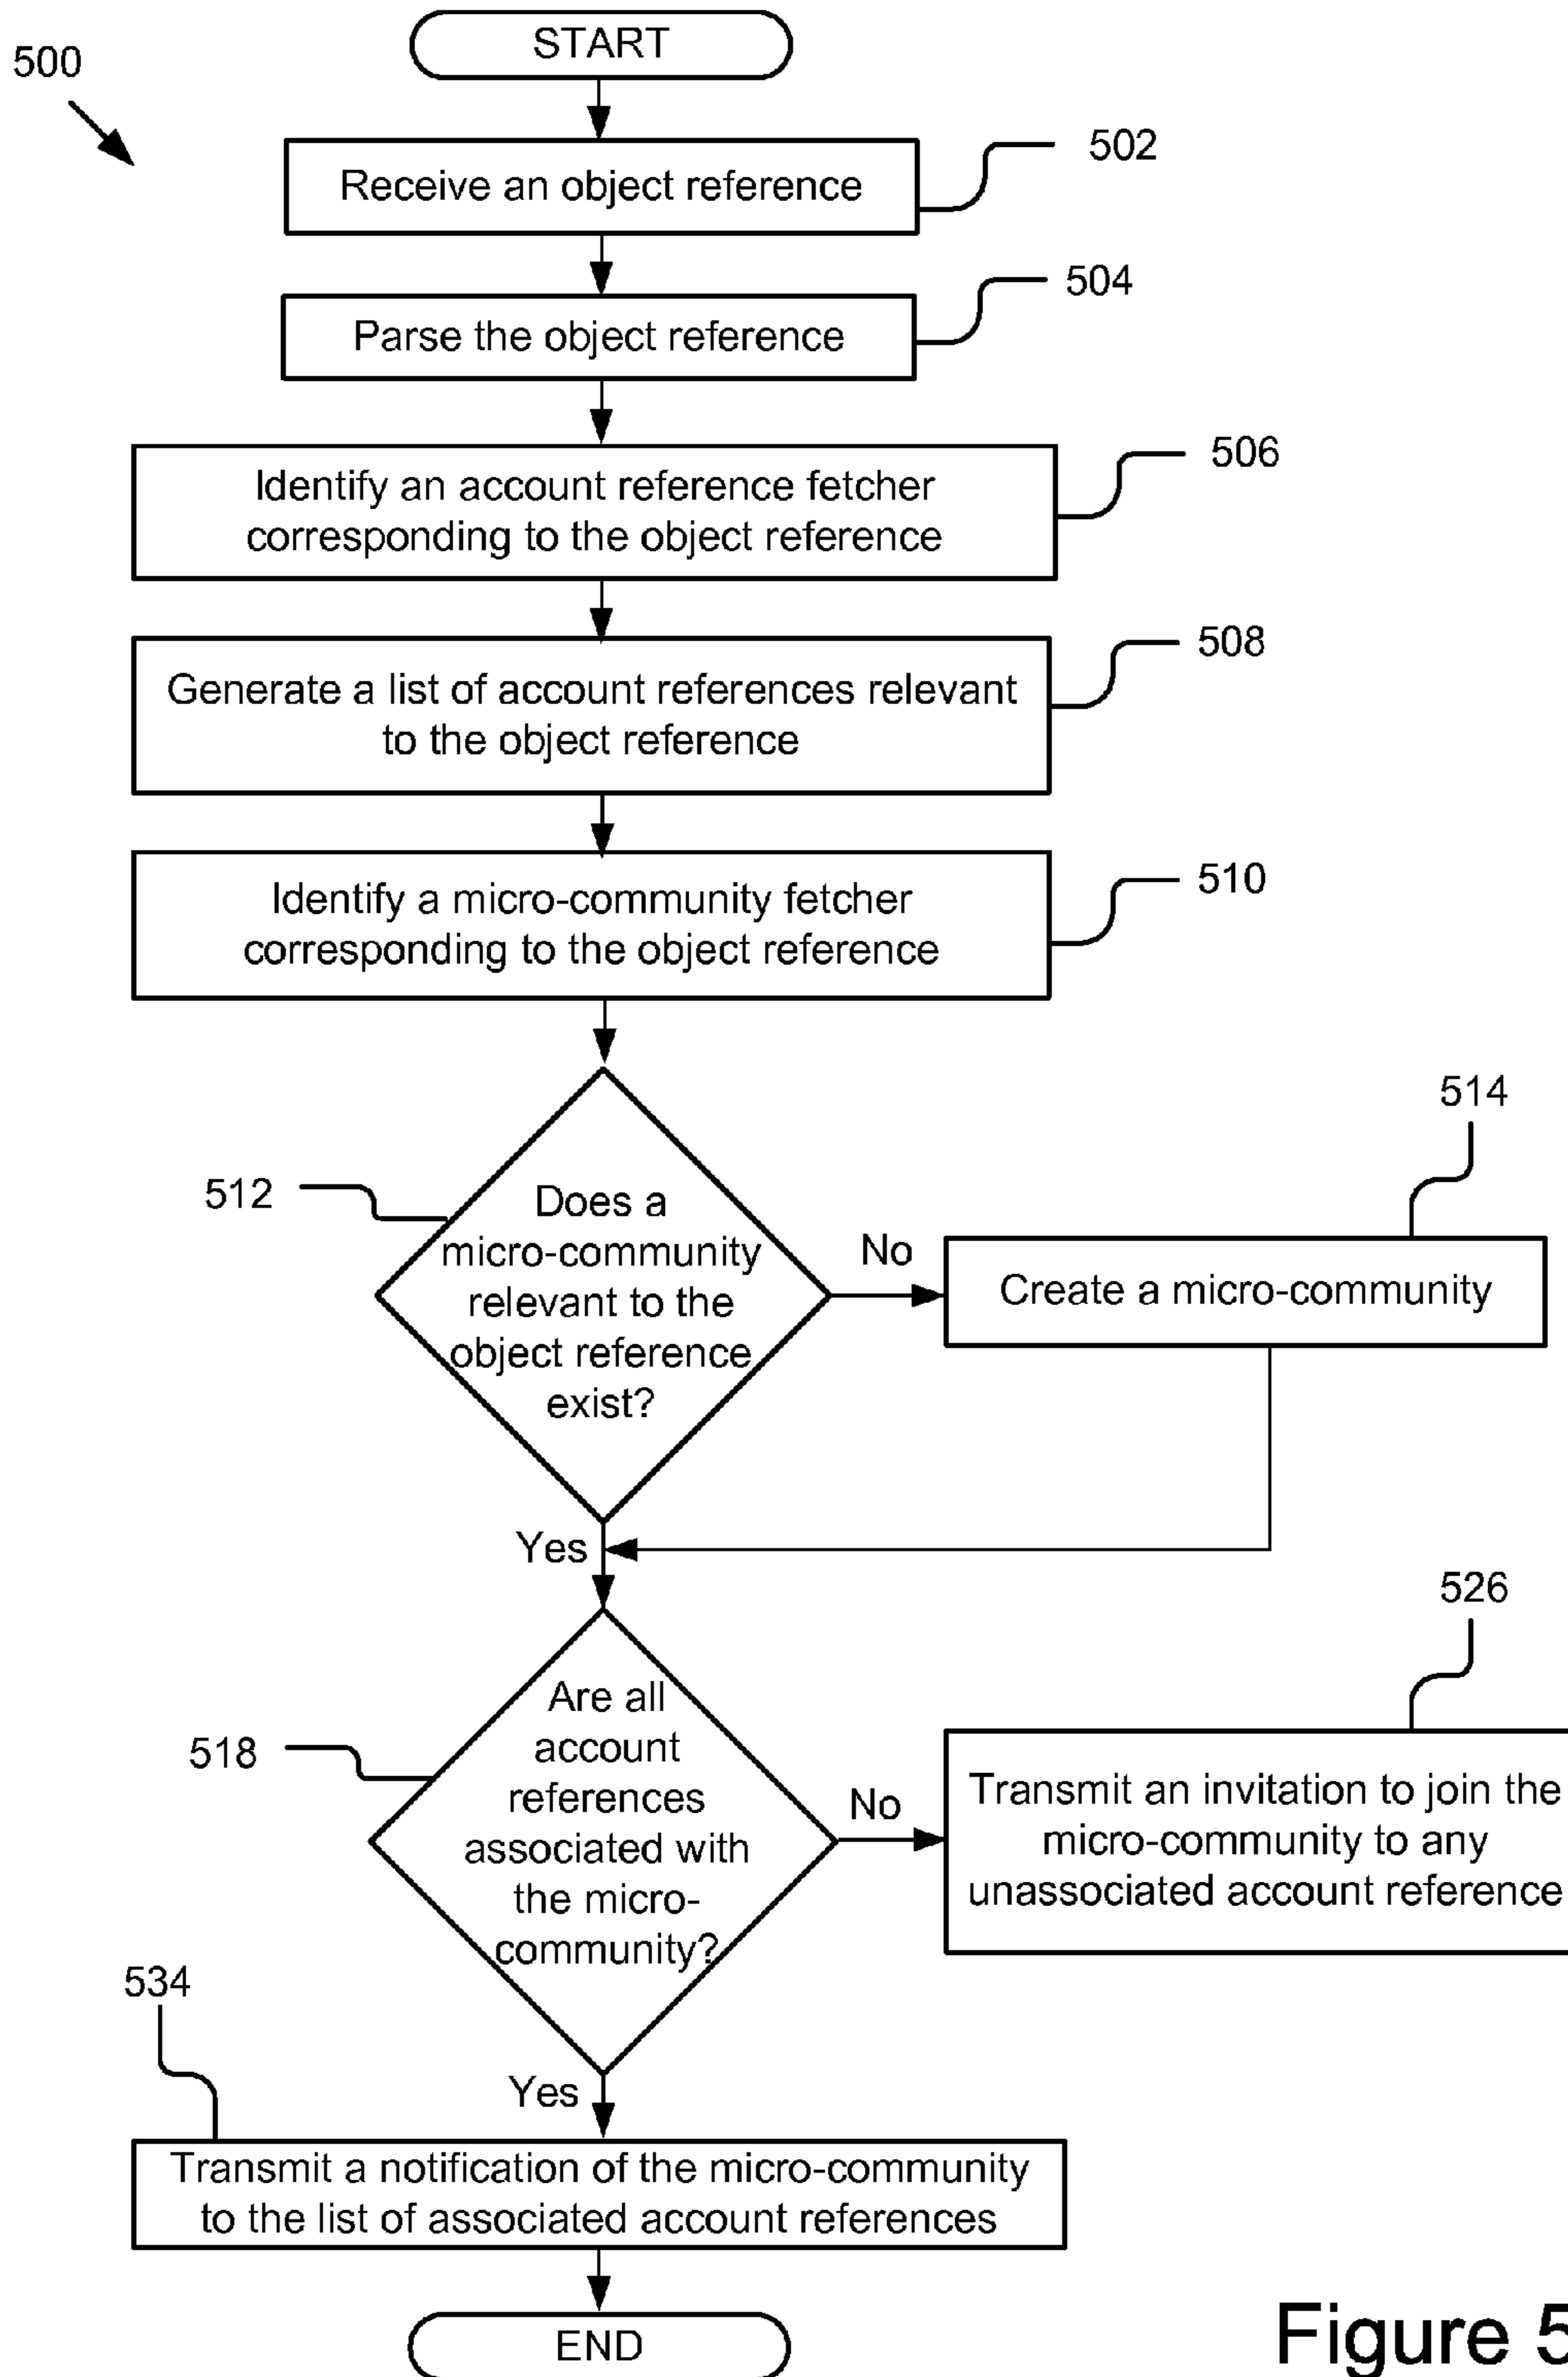 START
500
502
Receive an object reference
504
Parse the object reference
506
Identify an account reference fetcher
corresponding to the object reference
508
Generate a list of account references relevant
to the object reference
510
Identify a micro-community fetcher
corresponding to the object reference
514
512
Does a
micro-community
relevant to the
object reference
exist?
No
Create a micro-community
Yes
526
518
Are all
account
references
associated with
the micro-
community?
No
Transmit an invitation to join the
micro-community to any
unassociated account reference
534
Yes
Transmit a notification of the micro-community
to the list of associated account references
END
Figure 5